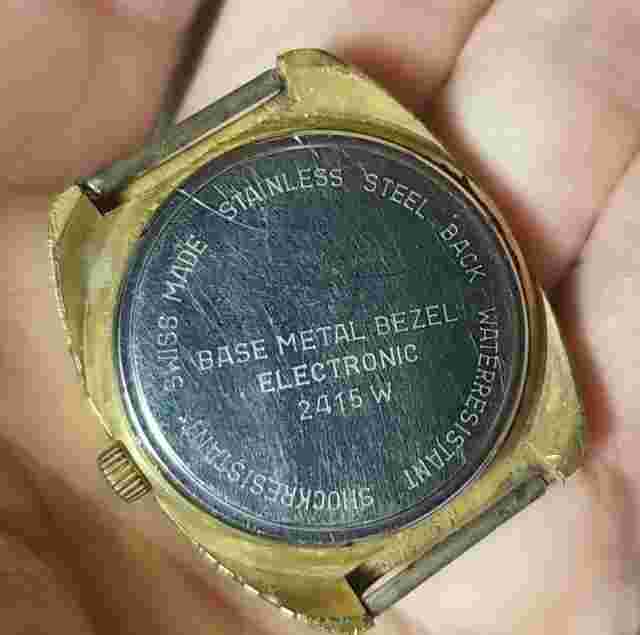 SWISS MADE STAINLESS STEEL BACK WATERRESISTANT SHOCKRESISTANT
BASE METAL BEZEL
ELECTRONIC
2415 W